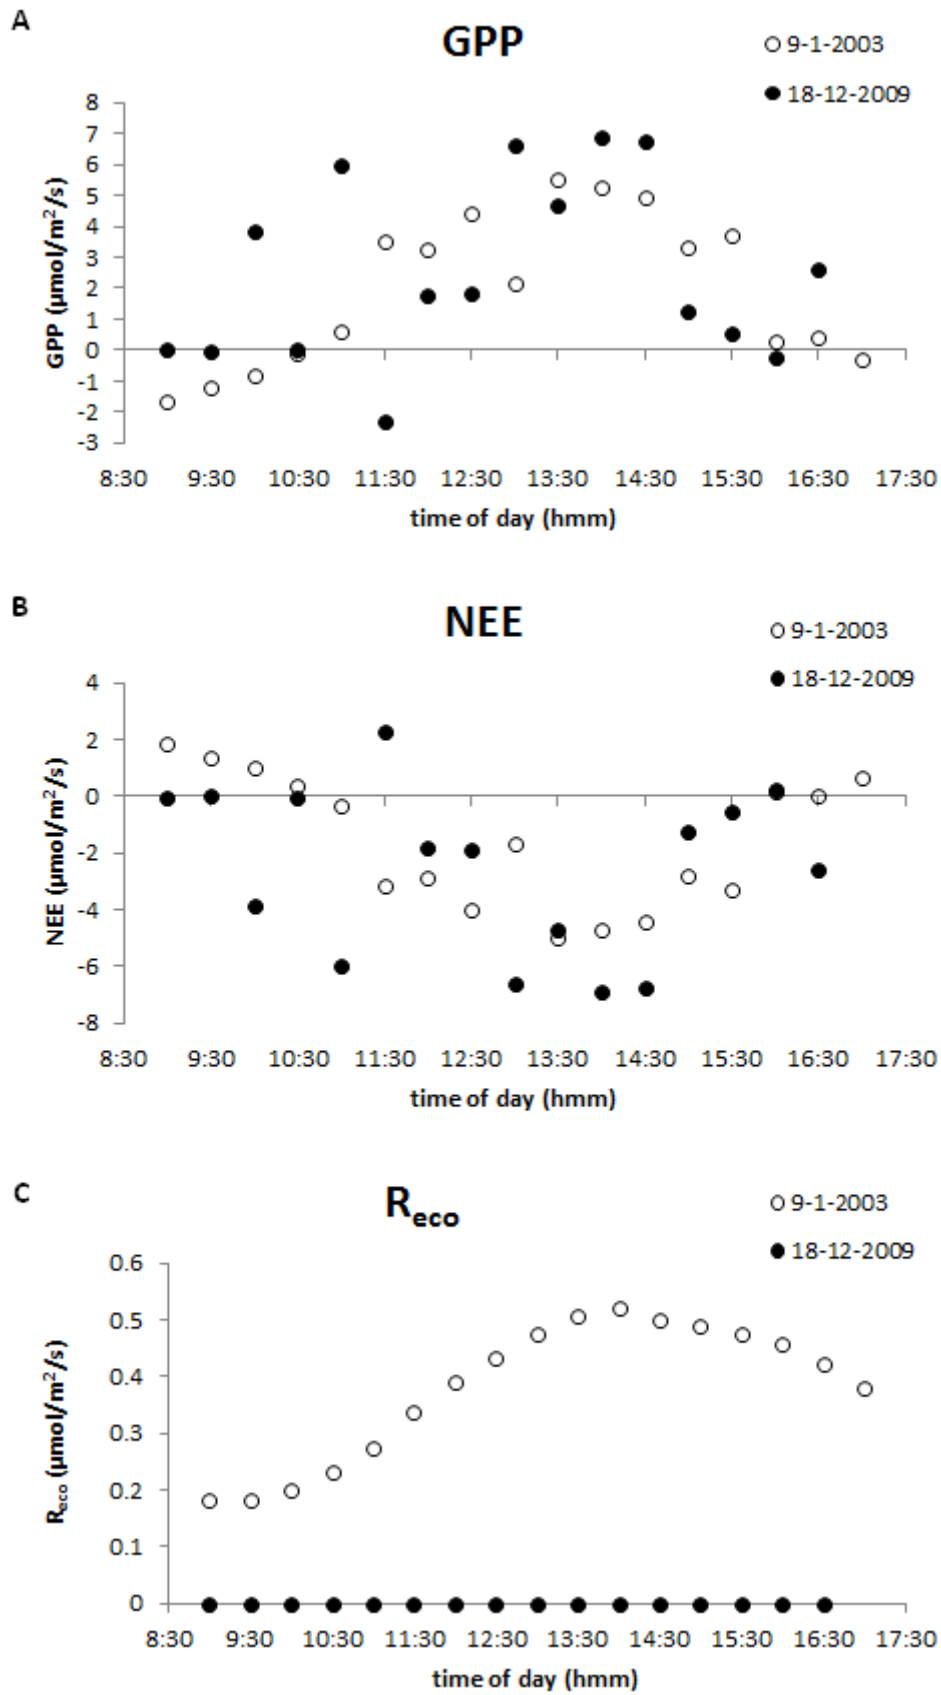 A
GPP
9-1-2003
18-12-2009
8
7
6
5
4
3
2
1
0
-1
-2
-3
GPP (µmol/m²/s)
8:30 9:30 10:30 11:30 12:30 13:30 14:30 15:30 16:30 17:30
time of day (hmm)
B
NEE
9-1-2003
18-12-2009
4
2
0
-2
-4
-6
-8
NEE (µmol/m²/s)
8:30 9:30 10:30 11:30 12:30 13:30 14:30 15:30 16:30 17:30
time of day (hmm)
C
Reco
9-1-2003
18-12-2009
0.6
0.5
0.4
0.3
0.2
0.1
0
Reco (µmol/m²/s)
8:30 9:30 10:30 11:30 12:30 13:30 14:30 15:30 16:30 17:30
time of day (hmm)